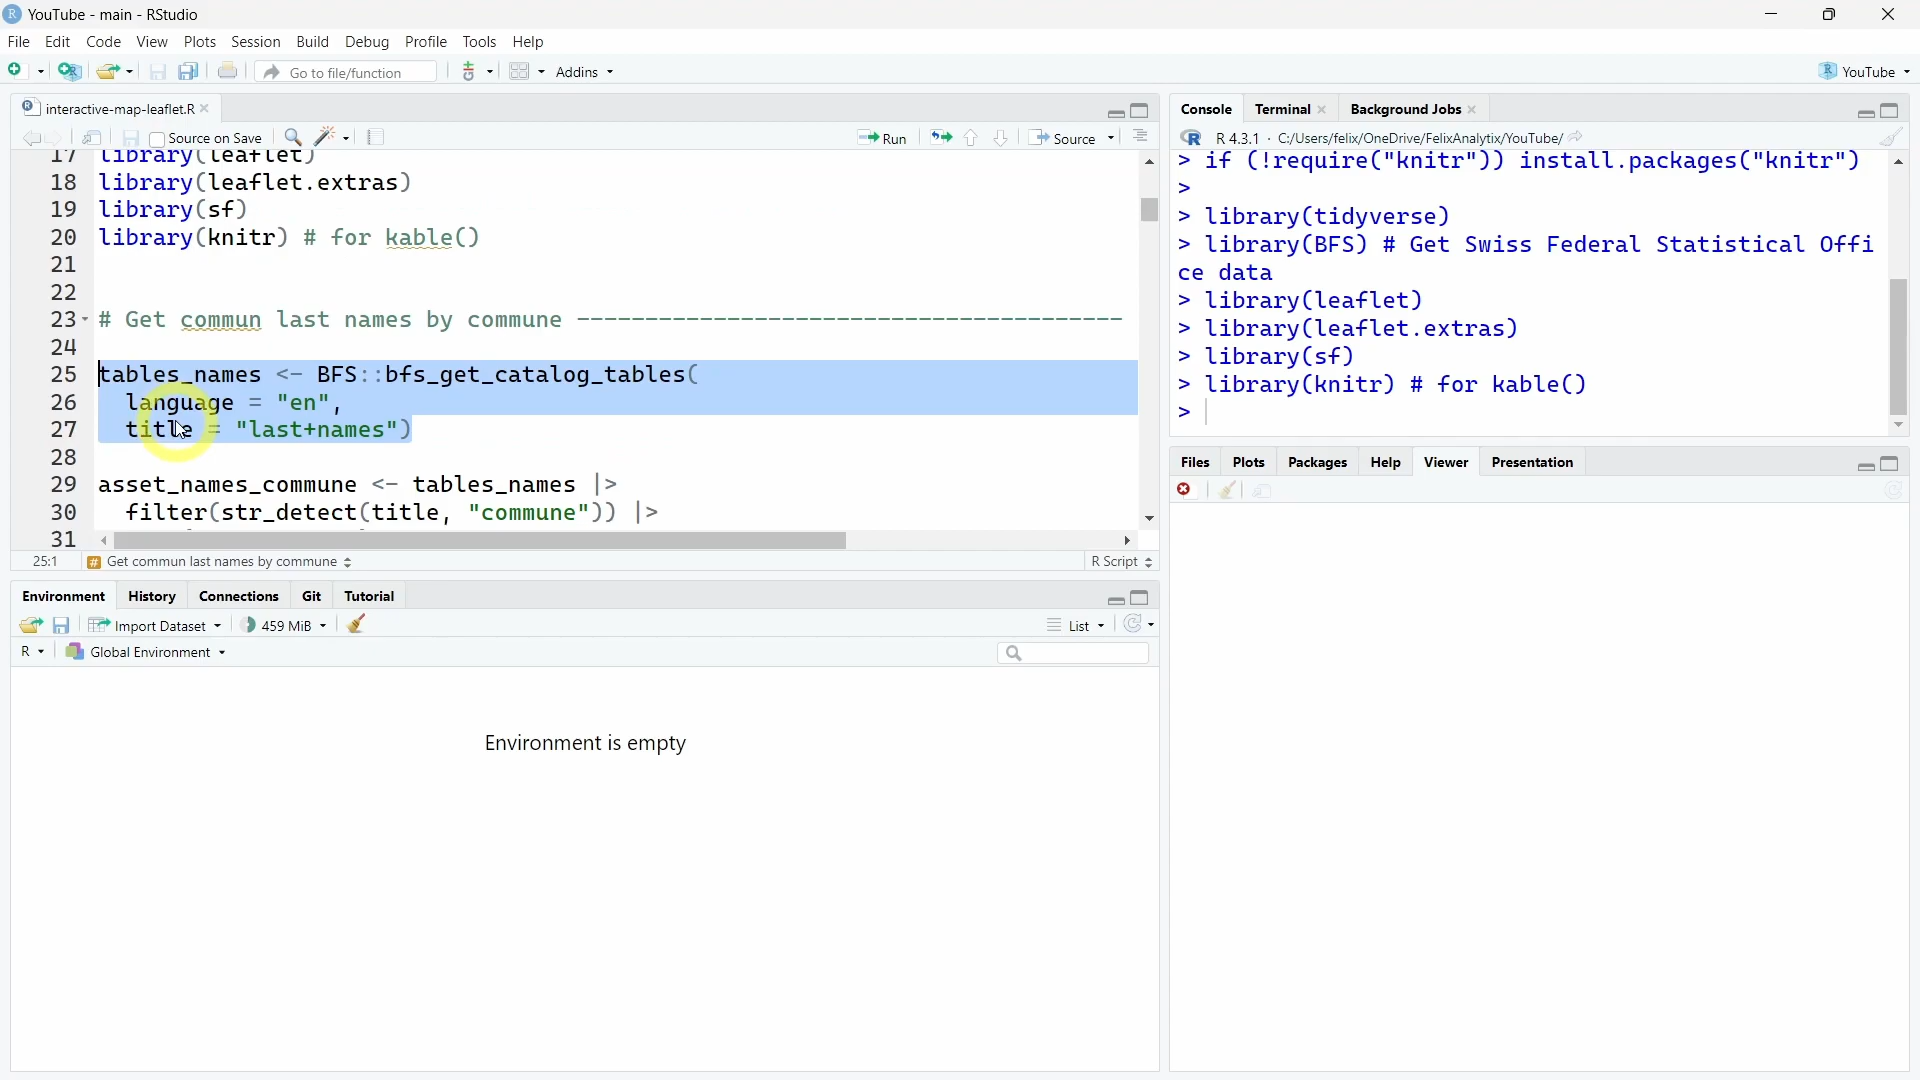 YouTube - main - RStudio
File Edit Code View Plots Session Build Debug Profile Tools Help
Go to file/function Addins YouTube
interactive-map-leaflet.R
Source on Save Run Source
17 library(leaflet)
18 library(leaflet.extras)
19 library(sf)
20 library(knitr) # for kable()
21
22
23 # Get commun last names by commune ----------------------------------------
24
25 tables_names <- BFS::bfs_get_catalog_tables(
26 language = "en",
27 title = "last+names")
28
29 asset_names_commune <- tables_names |>
30 filter(str_detect(title, "commune")) |>
31
25:1 # Get commun last names by commune R Script
Console Terminal Background Jobs
R 4.3.1 · C:/Users/felix/OneDrive/FelixAnalytix/YouTube/
> if (!require("knitr")) install.packages("knitr")
>
> library(tidyverse)
> library(BFS) # Get Swiss Federal Statistical Offi
ce data
> library(leaflet)
> library(leaflet.extras)
> library(sf)
> library(knitr) # for kable()
>
Environment History Connections Git Tutorial
Import Dataset 459 MiB List
R Global Environment
Environment is empty
Files Plots Packages Help Viewer Presentation